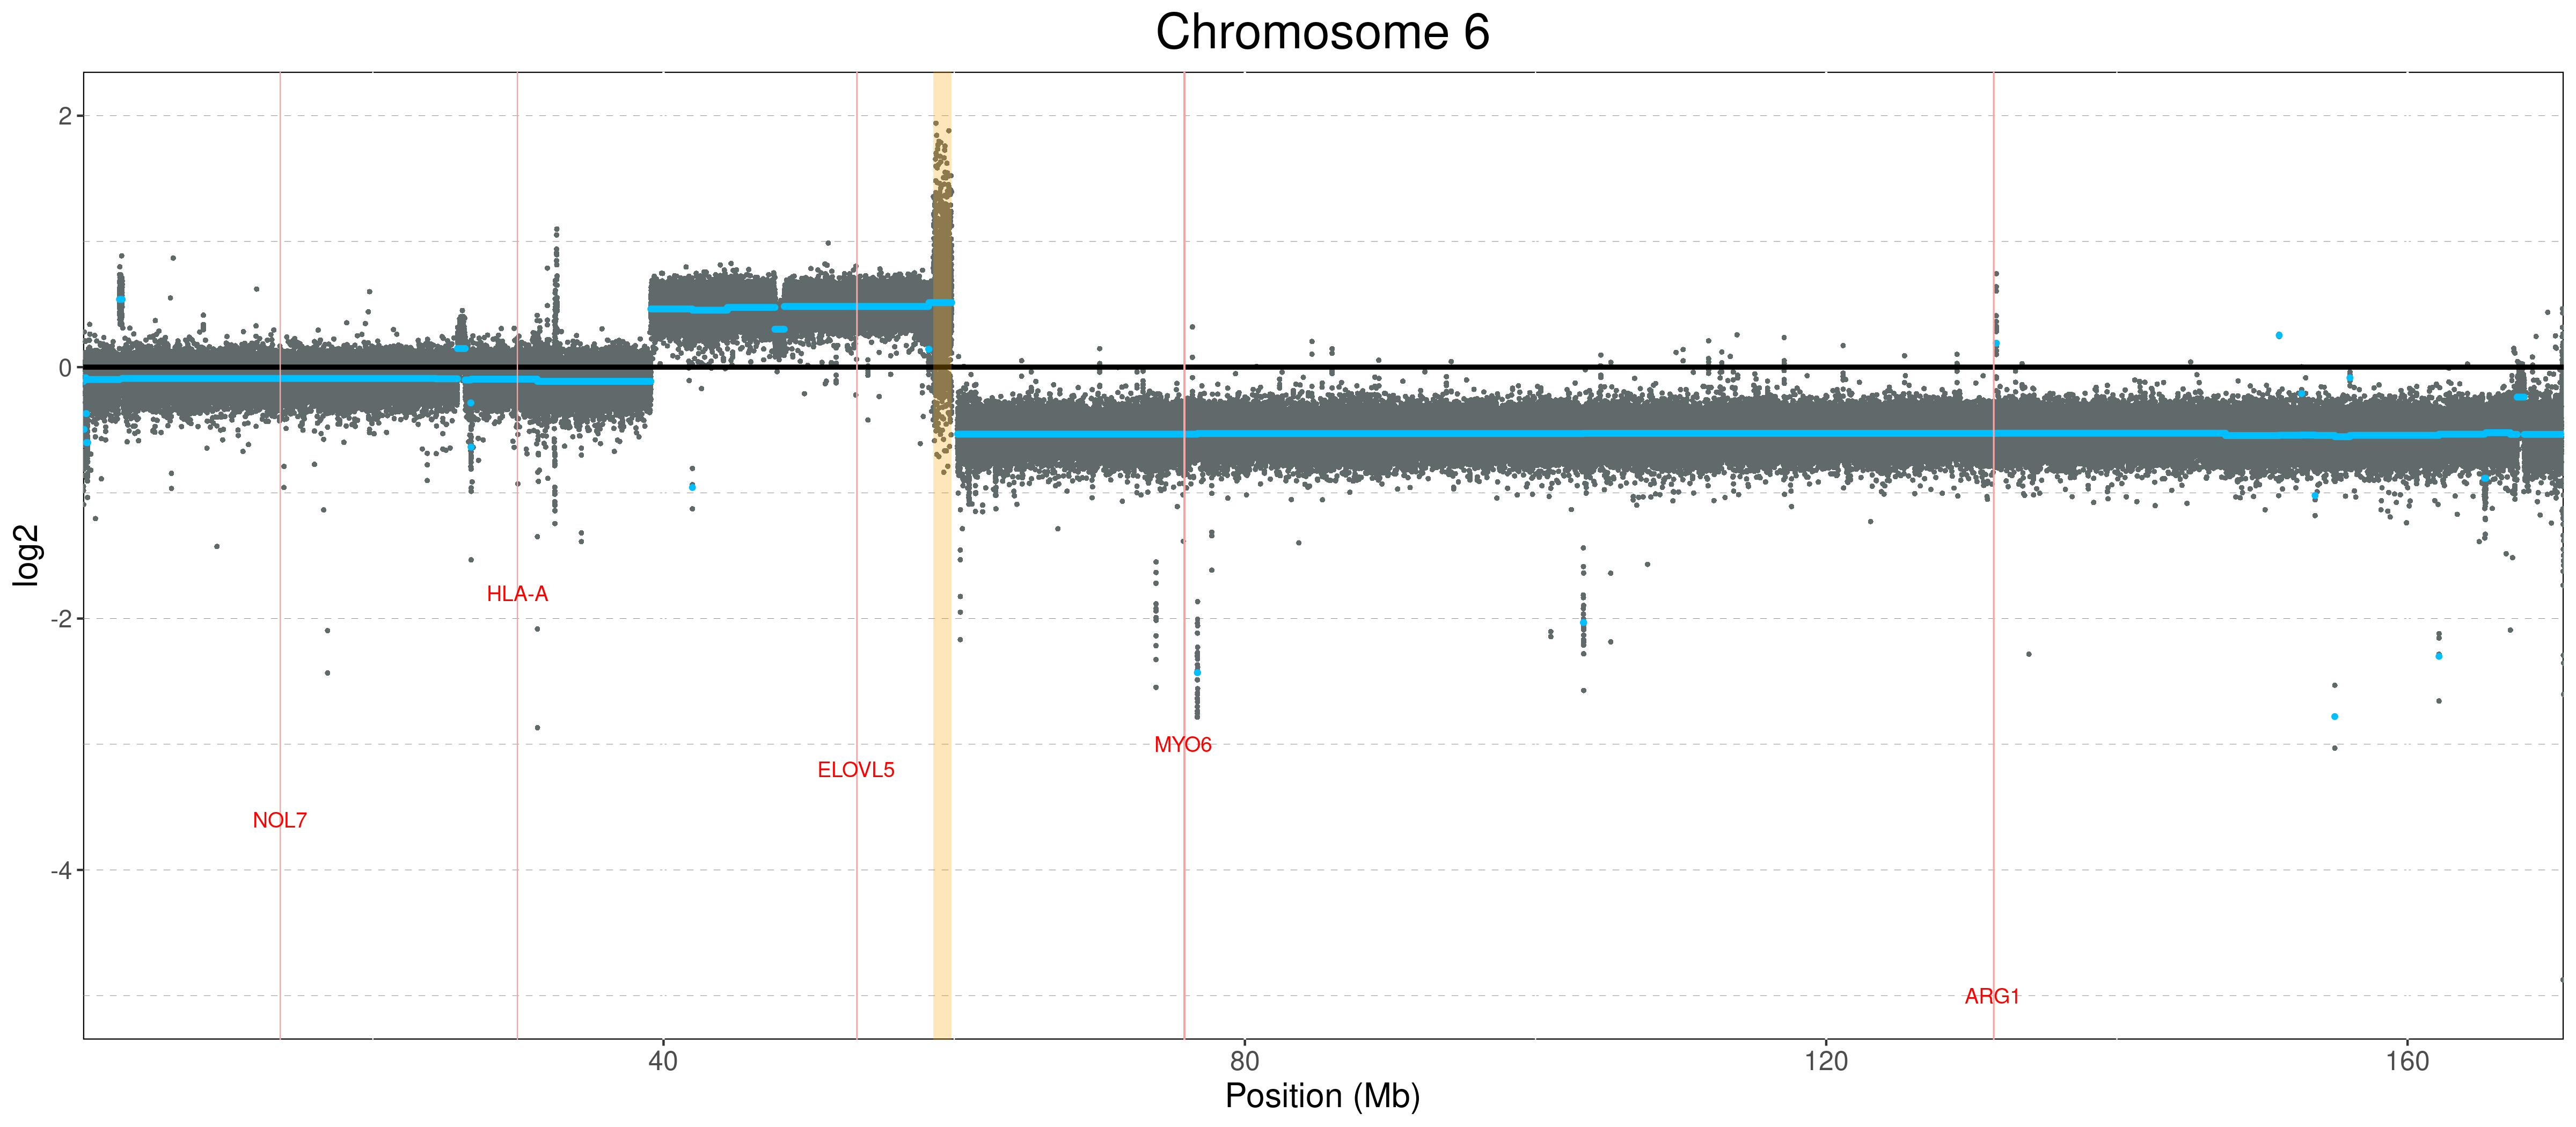 Chromosome 6
2
0
-2
-4
log2
HLA-A
MYO6
ELOVL5
NOL7
ARG1
40
80
120
160
Position (Mb)